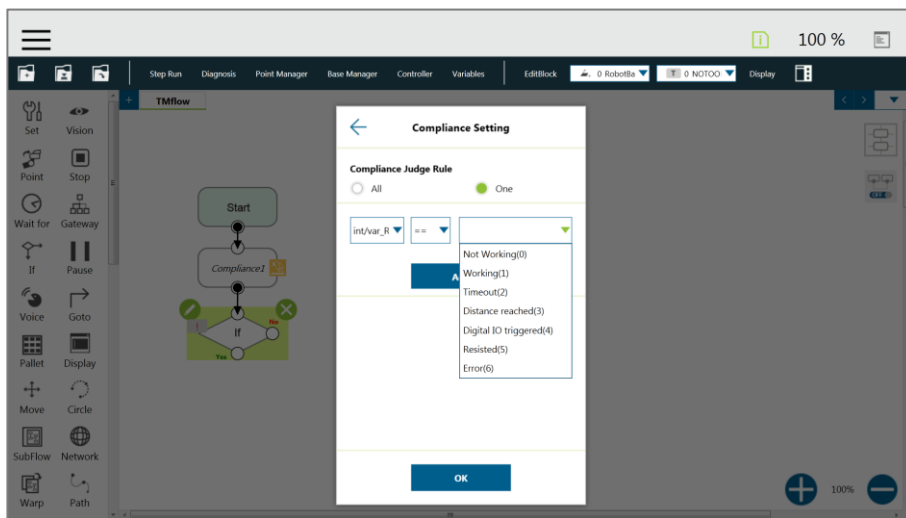 100 %
Step Run Diagnosis Point Manager Base Manager Controller Variables EditBlock 0 RobotBa T 0 NOTOO Display
TMflow
Set Vision
Point Stop
Wait for Gateway
If Pause
Voice Goto
Pallet Display
Move Circle
SubFlow Network
Warp Path
Start
Compliance1
If
No
Yes
Compliance Setting
Compliance Judge Rule
All One
int/var_R ==
Not Working(0)
Working(1)
Timeout(2)
Distance reached(3)
Digital IO triggered(4)
Resisted(5)
Error(6)
A
OK
OFF
100%